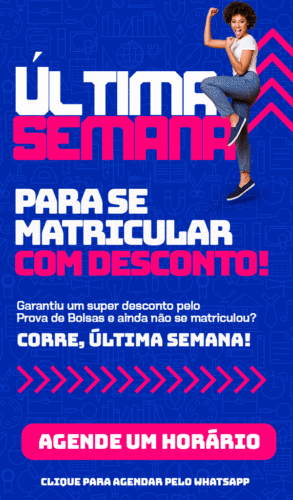 ÚLTIMA
SEMANA
PARA SE
MATRICULAR
COM DESCONTO!
Garantiu um super desconto pelo
Prova de Bolsas e ainda não se matriculou?
CORRE, ÚLTIMA SEMANA!
AGENDE UM HORÁRIO
CLIQUE PARA AGENDAR PELO WHATSAPP